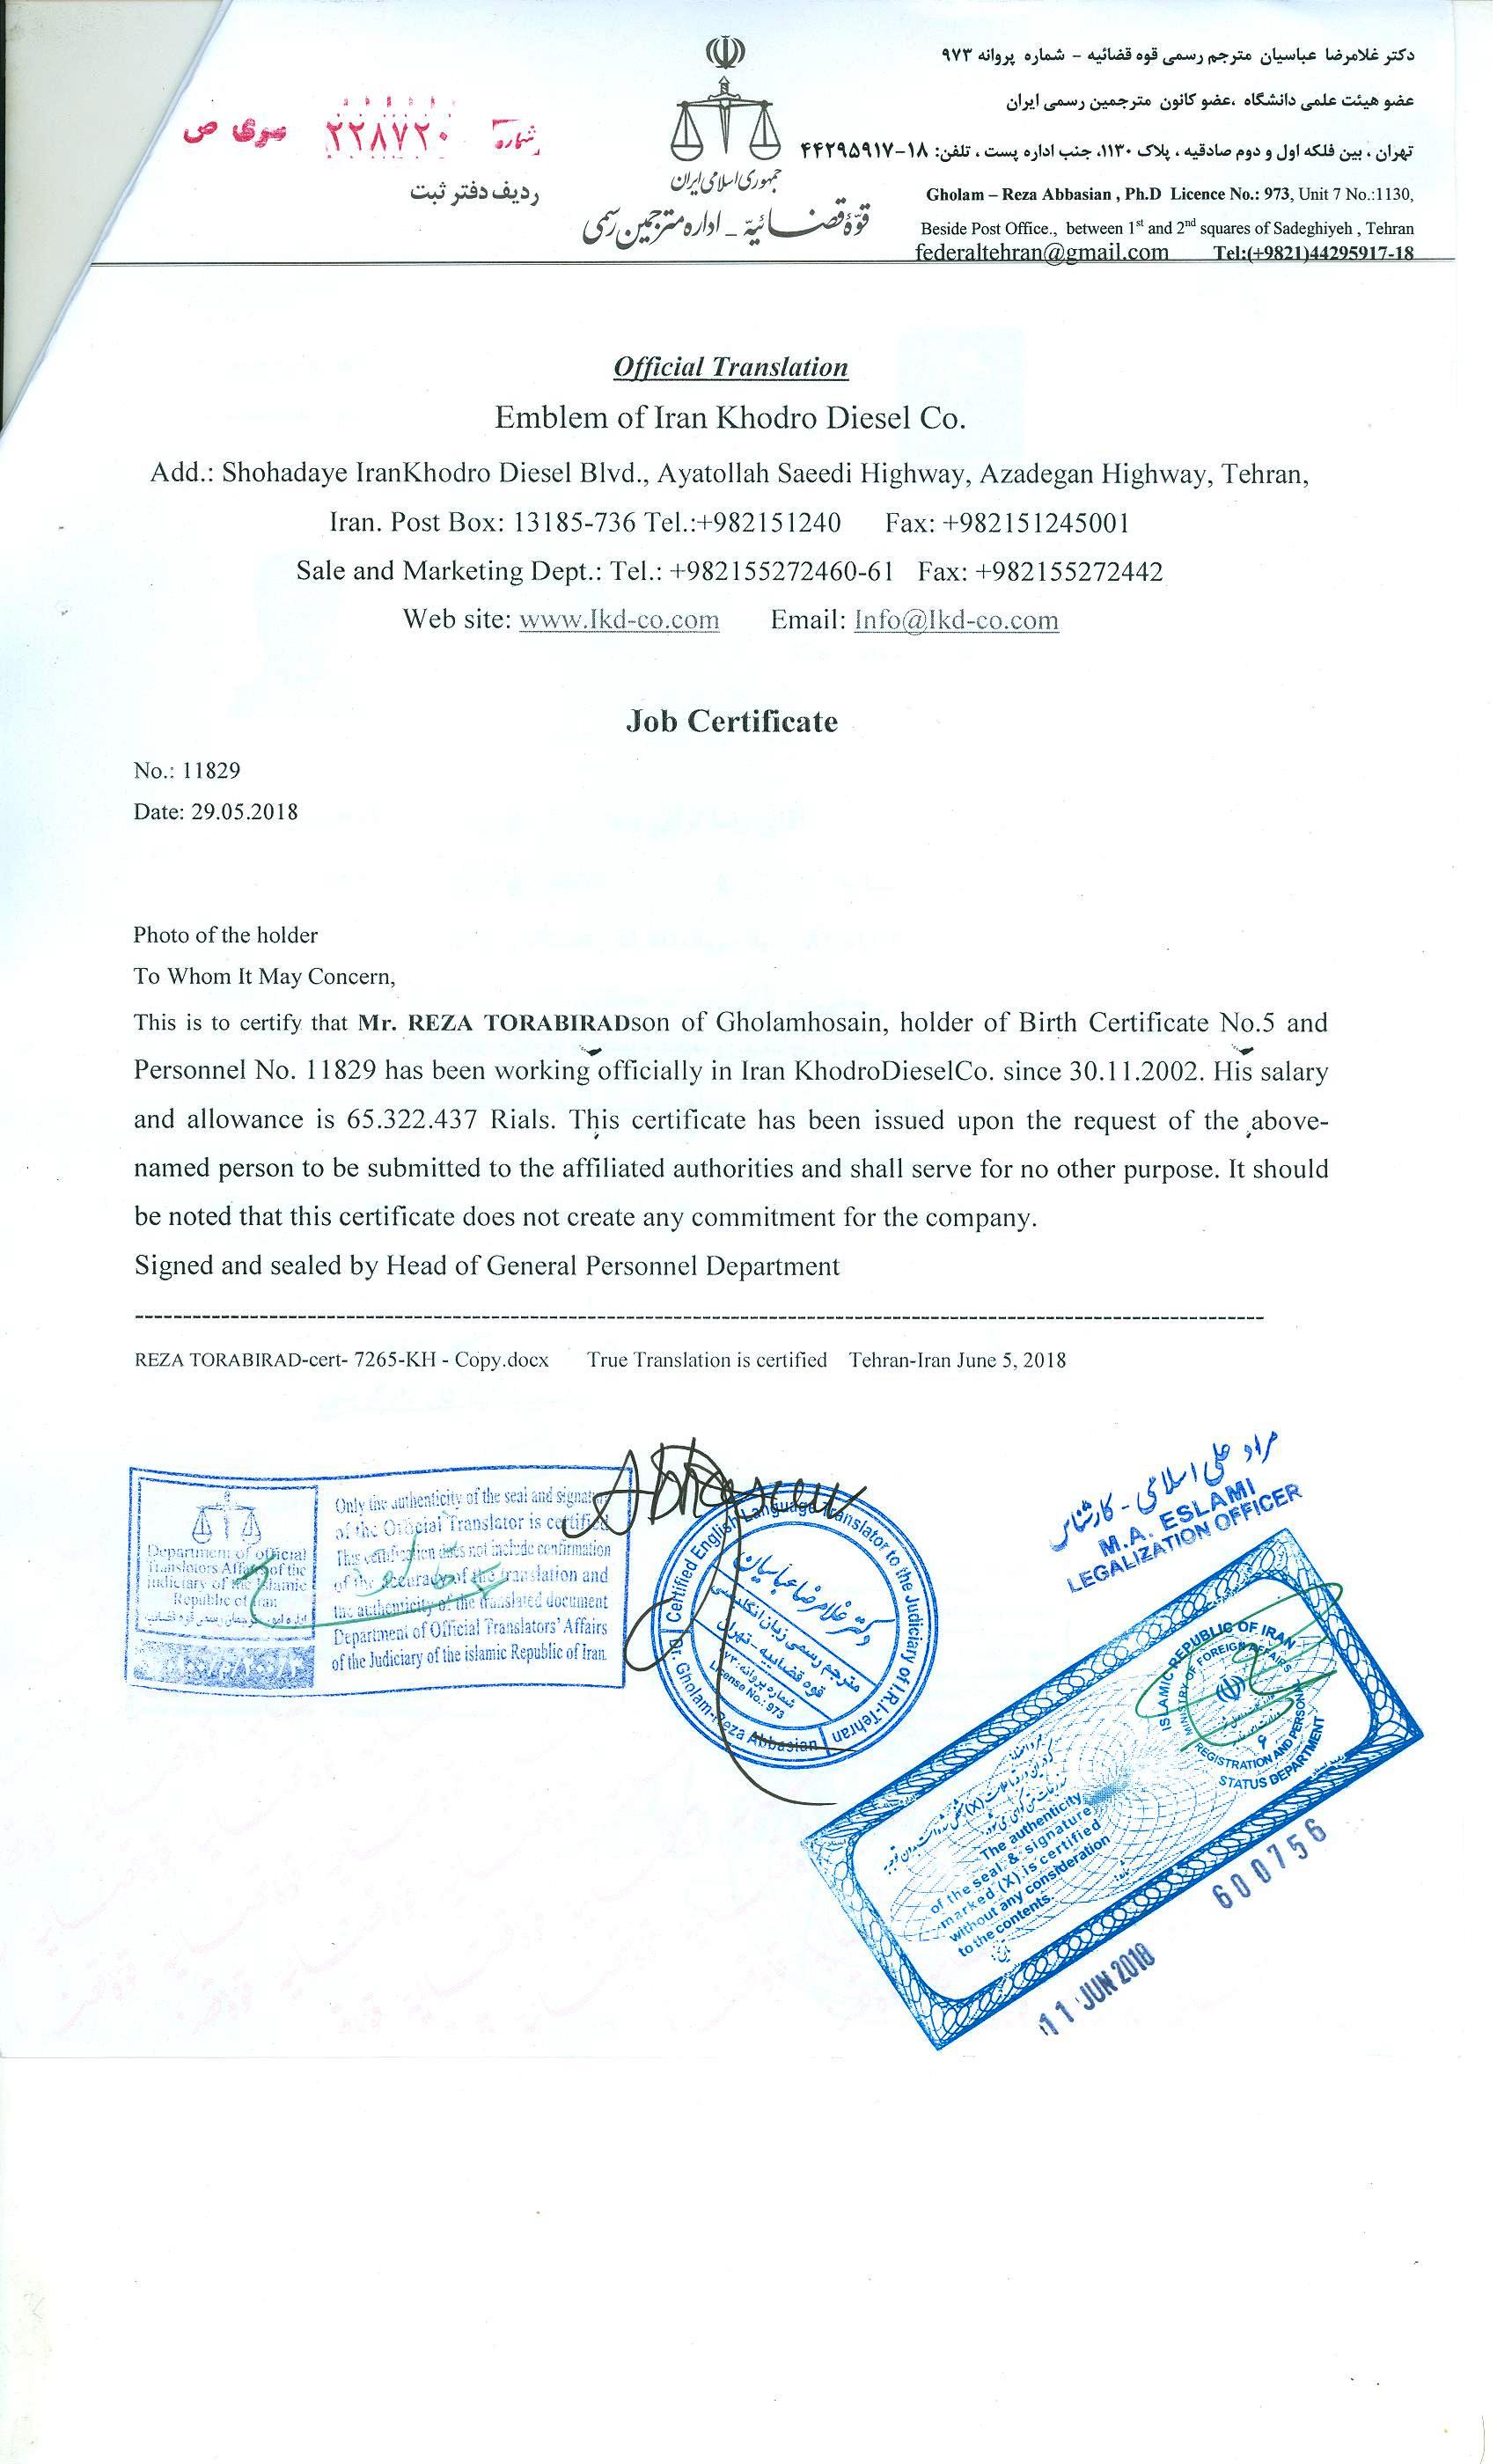 دکتر غلامرضا عباسیان مترجم رسمی قوه قضائیه - شماره پروانه ۹۷۳
عضو هیئت علمی دانشگاه ،عضو کانون مترجمین رسمی ایران
تهران ، بین فلکه اول و دوم صادقیه ، پلاک ۱۱۳۰، جنب اداره پست ، تلفن: ۱۸-۴۴۲۹۵۹۱۷
Gholam – Reza Abbasian , Ph.D Licence No.: 973, Unit 7 No.:1130,
Beside Post Office., between 1st and 2nd squares of Sadeghiyeh , Tehran
federaltehran@gmail.com Tel:(+9821)44295917-18
جمهوری اسلامی ایران
قوّۀ قضائیّه - اداره مترجمین رسمی
شماره ۲۲۸۷۲۰ سری ص
ردیف دفتر ثبت
Official Translation
Emblem of Iran Khodro Diesel Co.
Add.: Shohadaye IranKhodro Diesel Blvd., Ayatollah Saeedi Highway, Azadegan Highway, Tehran,
Iran. Post Box: 13185-736 Tel.:+982151240 Fax: +982151245001
Sale and Marketing Dept.: Tel.: +982155272460-61 Fax: +982155272442
Web site: www.Ikd-co.com Email: Info@Ikd-co.com
Job Certificate
No.: 11829
Date: 29.05.2018
Photo of the holder
To Whom It May Concern,
This is to certify that Mr. REZA TORABIRADson of Gholamhosain, holder of Birth Certificate No.5 and
Personnel No. 11829 has been working officially in Iran KhodroDieselCo. since 30.11.2002. His salary
and allowance is 65.322.437 Rials. This certificate has been issued upon the request of the above-
named person to be submitted to the affiliated authorities and shall serve for no other purpose. It should
be noted that this certificate does not create any commitment for the company.
Signed and sealed by Head of General Personnel Department
REZA TORABIRAD-cert- 7265-KH - Copy.docx True Translation is certified Tehran-Iran June 5, 2018
Department of official
Translators Affairs of the
judiciary of the Islamic
Republic of Iran
Only the authenticity of the seal and signature
of the Official Translator is certified
This certification does not include confirmation
of the accuracy of the translation and
the authenticity of the translated document
Department of Official Translators' Affairs
of the Judiciary of the islamic Republic of Iran
Abbasian
Certified English Language Translator to the Judiciary of I.R.I-Tehran
Dr. Gholam-Reza Abbasian
دکتر غلامرضا عباسیان
مترجم رسمی زبان انگلیسی
قوه قضاییه - تهران
شماره پروانه: ۹۷۳
License No.: 973
مراد علی اسلامی - کارشناس
M.A. ESLAMI
LEGALIZATION OFFICER
ISLAMIC REPUBLIC OF IRAN
MINISTRY OF FOREIGN AFFAIRS
۶
REGISTRATION AND PERSONAL
STATUS DEPARTMENT
The authenticity
of the seal & signature
marked (X) is certified
without any consideration
to the contents.
600756
11 JUN 2018